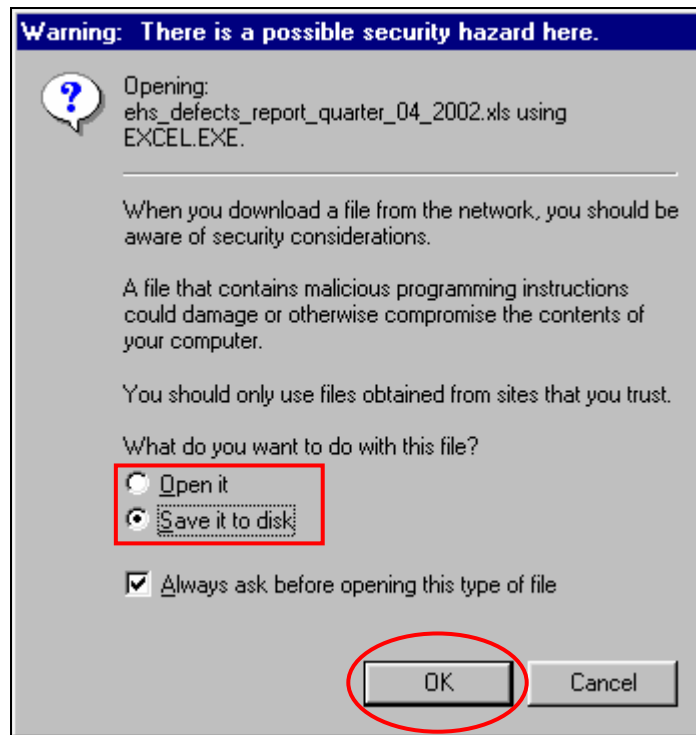 Warning: There is a possible security hazard here.
Opening:
ehs_defects_report_quarter_04_2002.xls using
EXCEL.EXE.
When you download a file from the network, you should be
aware of security considerations.
A file that contains malicious programming instructions
could damage or otherwise compromise the contents of
your computer.
You should only use files obtained from sites that you trust.
What do you want to do with this file?
Open it
Save it to disk
Always ask before opening this type of file
OK Cancel